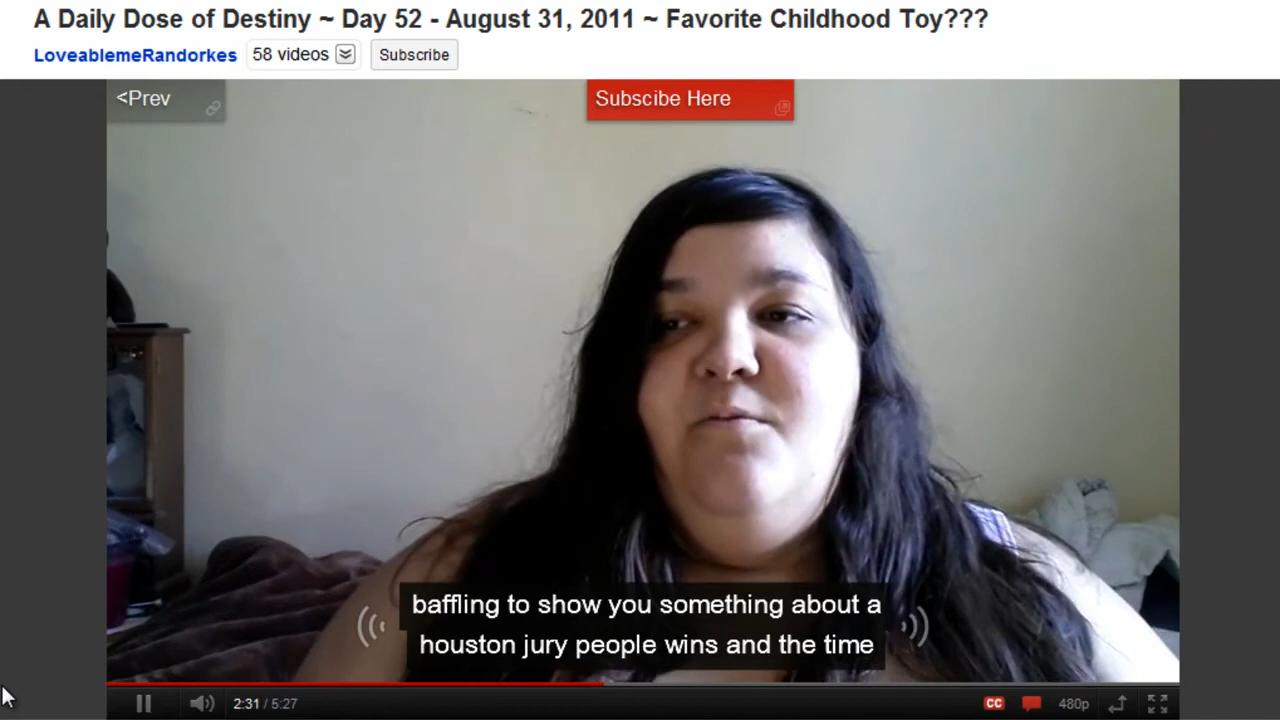 A Daily Dose of Destiny ~ Day 52 - August 31, 2011 ~ Favorite Childhood Toy???
LoveablemeRandorkes 58 videos Subscribe
<Prev
Subscibe Here
baffling to show you something about a
houston jury people wins and the time
2:31 / 5:27
CC
480p